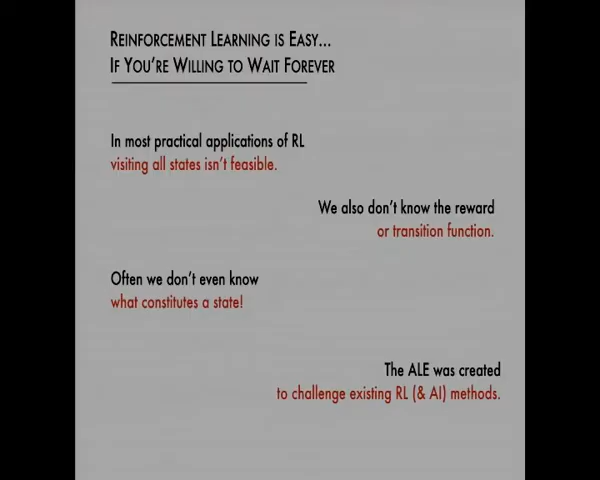 REINFORCEMENT LEARNING IS EASY...
IF YOU'RE WILLING TO WAIT FOREVER
In most practical applications of RL
visiting all states isn't feasible.
We also don't know the reward
or transition function.
Often we don't even know
what constitutes a state!
The ALE was created
to challenge existing RL (& AI) methods.